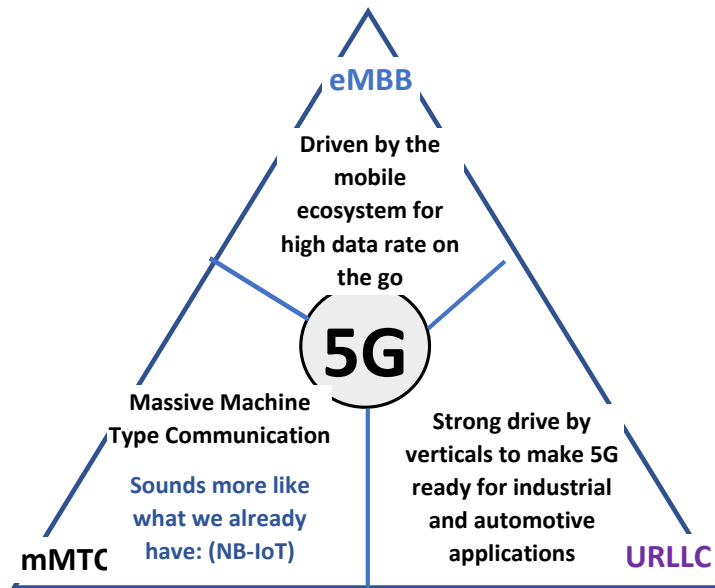 eMBB
Driven by the
mobile
ecosystem for
high data rate on
the go
5G
Massive Machine
Type Communication
Sounds more like
what we already
have: (NB-IoT)
mMTC
Strong drive by
verticals to make 5G
ready for industrial
and automotive
applications
URLLC